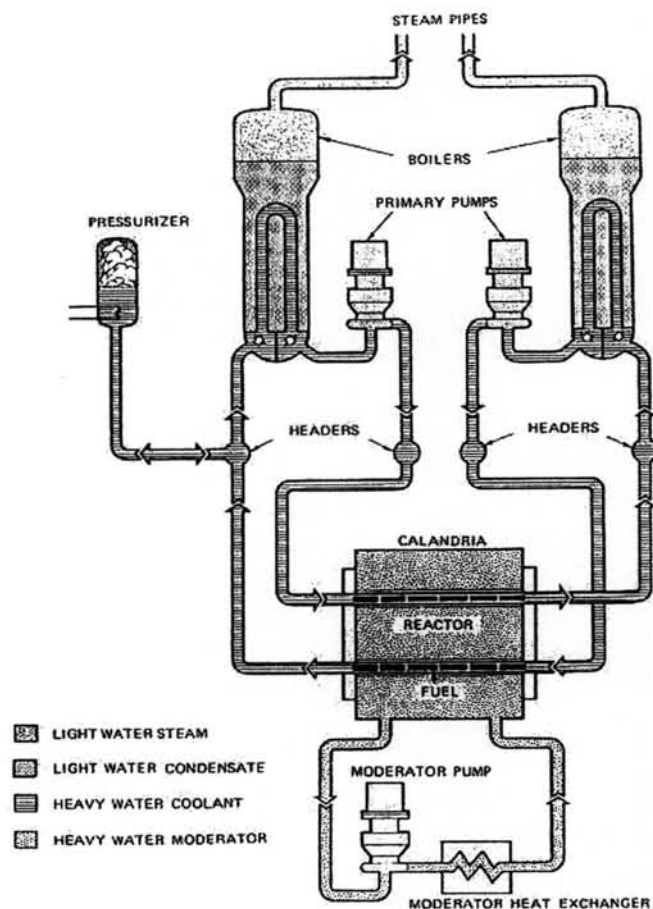 STEAM PIPES
BOILERS
PRIMARY PUMPS
PRESSURIZER
HEADERS
HEADERS
CALANDRIA
REACTOR
FUEL
LIGHT WATER STEAM
LIGHT WATER CONDENSATE
HEAVY WATER COOLANT
HEAVY WATER MODERATOR
MODERATOR PUMP
MODERATOR HEAT EXCHANGER